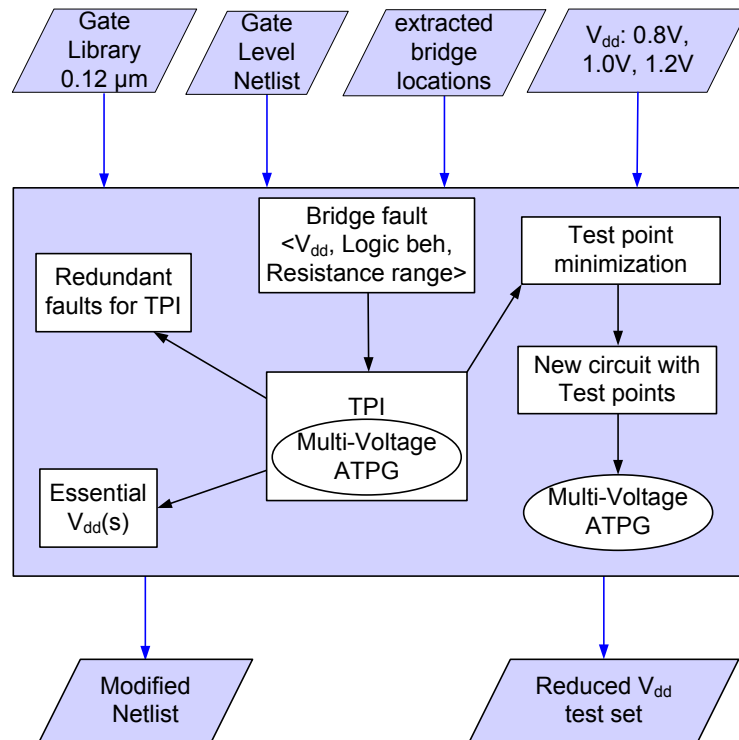 Gate
Library
0.12 µm
Gate
Level
Netlist
extracted
bridge
locations
Vdd: 0.8V,
1.0V, 1.2V
Bridge fault
<Vdd, Logic beh,
Resistance range>
Test point
minimization
Redundant
faults for TPI
New circuit with
Test points
TPI
Multi-Voltage
ATPG
Essential
Vdd(s)
Multi-Voltage
ATPG
Modified
Netlist
Reduced Vdd
test set